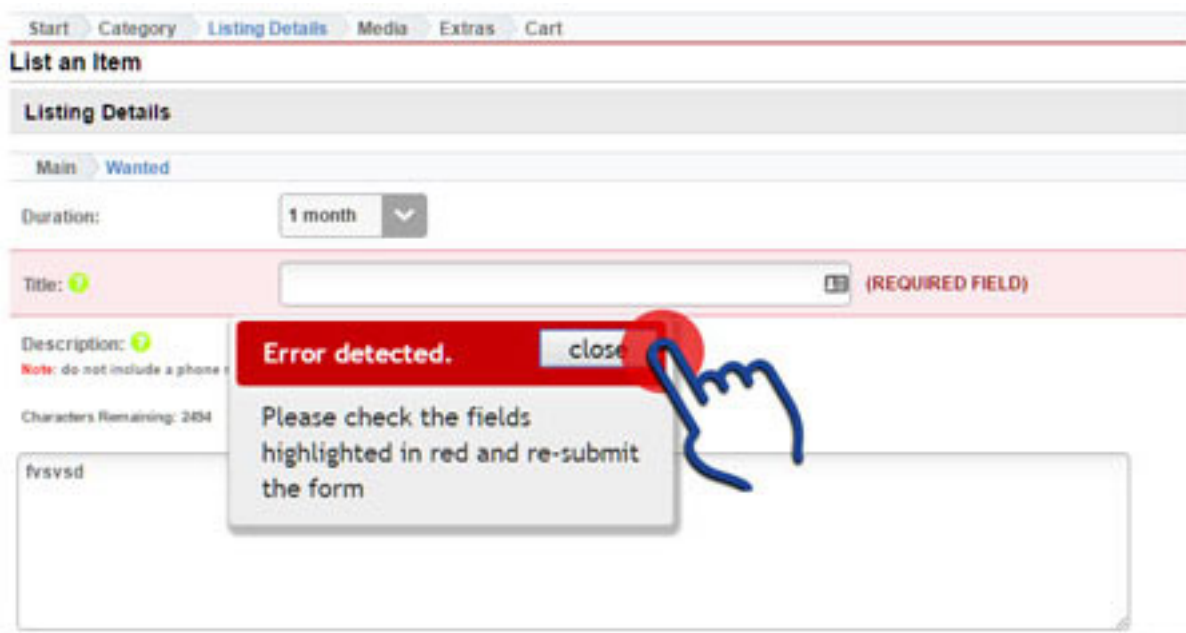 Start Category Listing Details Media Extras Cart
List an Item
Listing Details
Main Wanted
Duration: 1 month
Title: ? (REQUIRED FIELD)
Description: ?
Note: do not include a phone
Error detected. close
Characters Remaining: 2494
Please check the fields
highlighted in red and re-submit
the form
fvsvsd